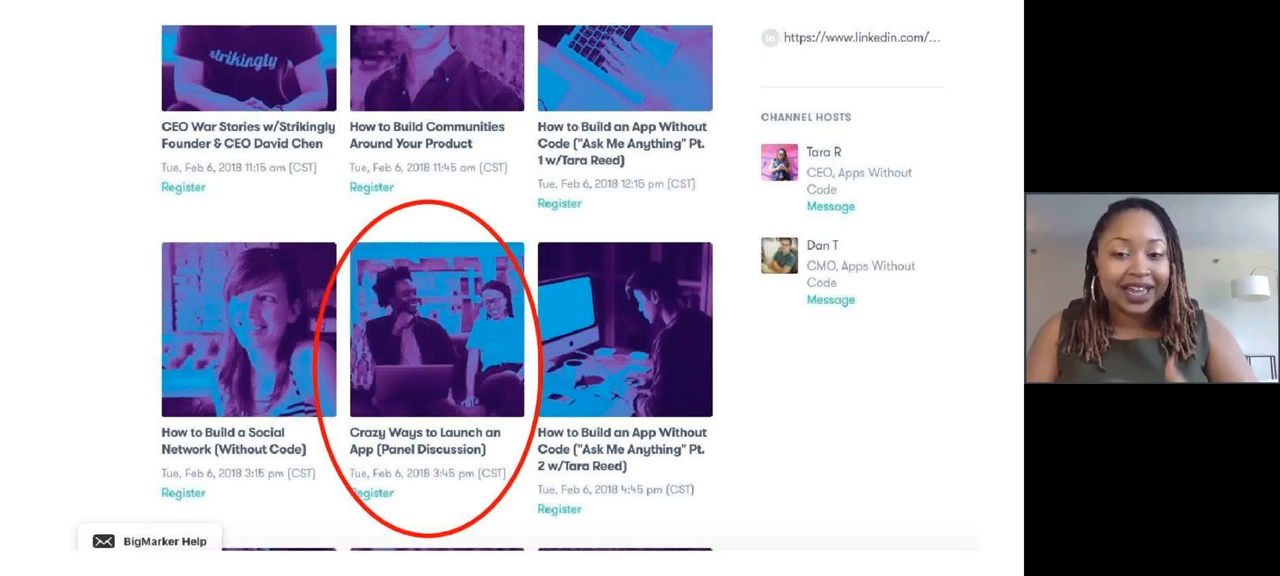 strikingly
CEO War Stories w/Strikingly
Founder & CEO David Chen
Tue, Feb 6, 2018 11:15 am (CST)
Register
How to Build Communities
Around Your Product
Tue, Feb 6, 2018 11:45 am (CST)
Register
How to Build an App Without
Code ("Ask Me Anything" Pt.
1 w/Tara Reed)
Tue, Feb 6, 2018 12:15 pm (CST)
Register
How to Build a Social
Network (Without Code)
Tue, Feb 6, 2018 3:15 pm (CST)
Register
Crazy Ways to Launch an
App (Panel Discussion)
Tue, Feb 6, 2018 3:45 pm (CST)
Register
How to Build an App Without
Code ("Ask Me Anything" Pt.
2 w/Tara Reed)
Tue, Feb 6, 2018 4:45 pm (CST)
Register
in https://www.linkedin.com/...
CHANNEL HOSTS
Tara R
CEO, Apps Without
Code
Message
Dan T
CMO, Apps Without
Code
Message
BigMarker Help